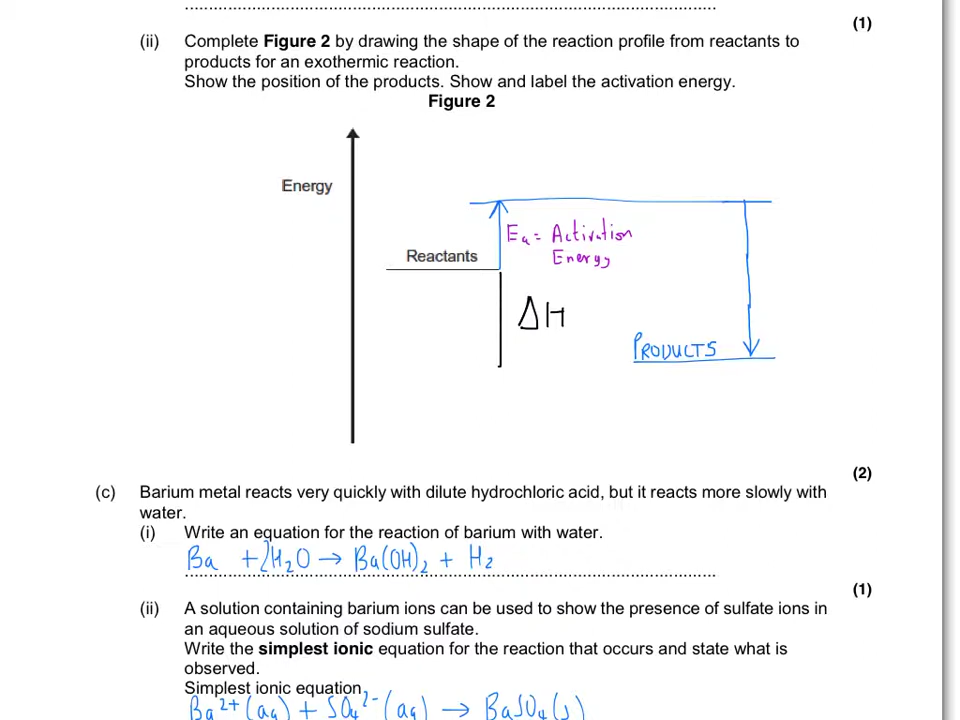 (1)
(ii) Complete Figure 2 by drawing the shape of the reaction profile from reactants to
products for an exothermic reaction.
Show the position of the products. Show and label the activation energy.
Figure 2
Energy
Ea = Activation
Energy
Reactants
ΔH
PRODUCTS
(2)
(c) Barium metal reacts very quickly with dilute hydrochloric acid, but it reacts more slowly with
water.
(i) Write an equation for the reaction of barium with water.
Ba + 2H₂O → Ba(OH)₂ + H₂
(1)
(ii) A solution containing barium ions can be used to show the presence of sulfate ions in
an aqueous solution of sodium sulfate.
Write the simplest ionic equation for the reaction that occurs and state what is
observed.
Simplest ionic equation
Ba²⁺(aq) + SO₄²⁻(aq) → BaSO₄(s)